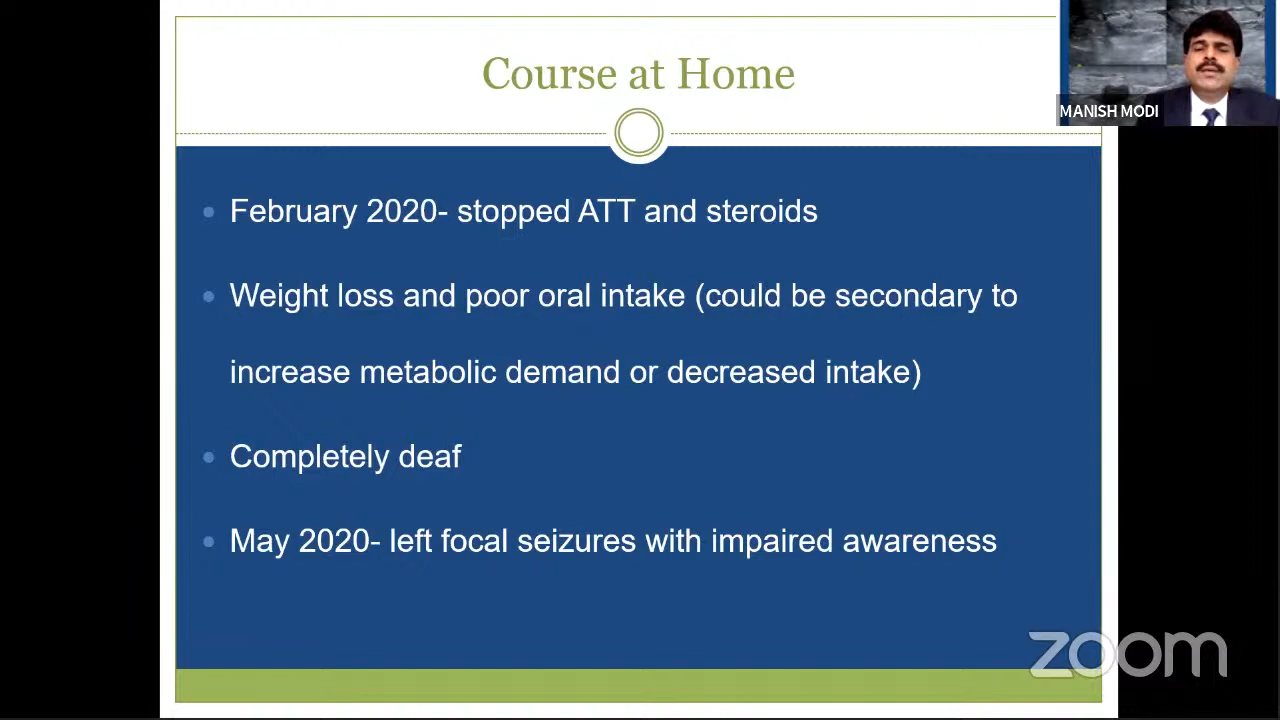 Course at Home
MANISH MODI
February 2020- stopped ATT and steroids
Weight loss and poor oral intake (could be secondary to
increase metabolic demand or decreased intake)
Completely deaf
May 2020- left focal seizures with impaired awareness
zoom